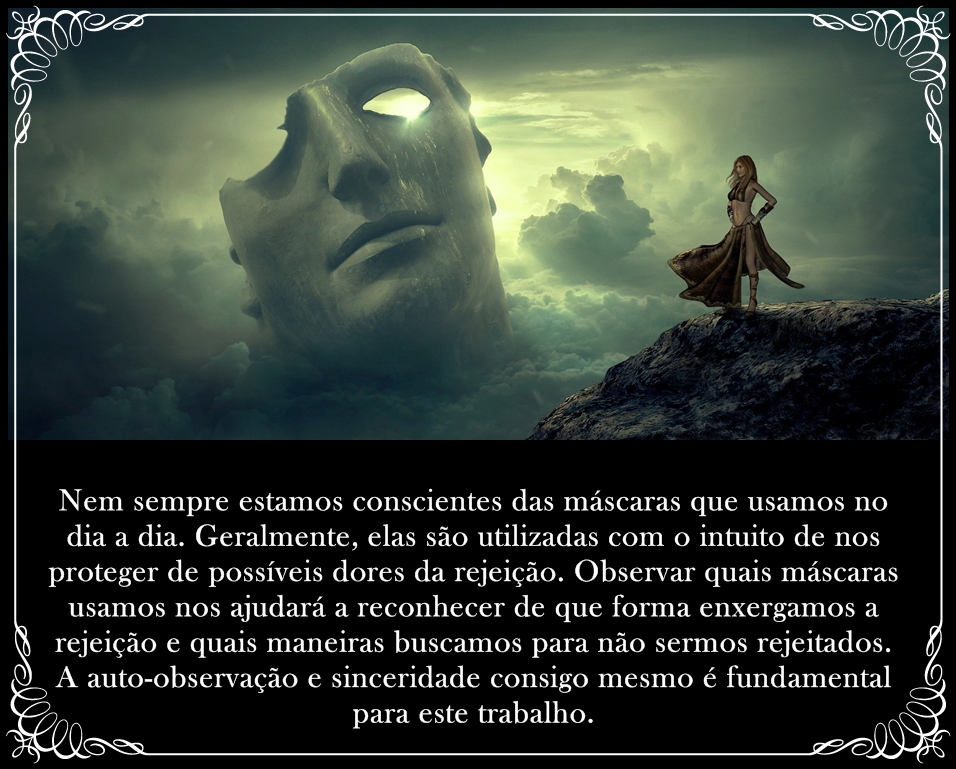 Nem sempre estamos conscientes das máscaras que usamos no
dia a dia. Geralmente, elas são utilizadas com o intuito de nos
proteger de possíveis dores da rejeição. Observar quais máscaras
usamos nos ajudará a reconhecer de que forma enxergamos a
rejeição e quais maneiras buscamos para não sermos rejeitados.
A auto-observação e sinceridade consigo mesmo é fundamental
para este trabalho.